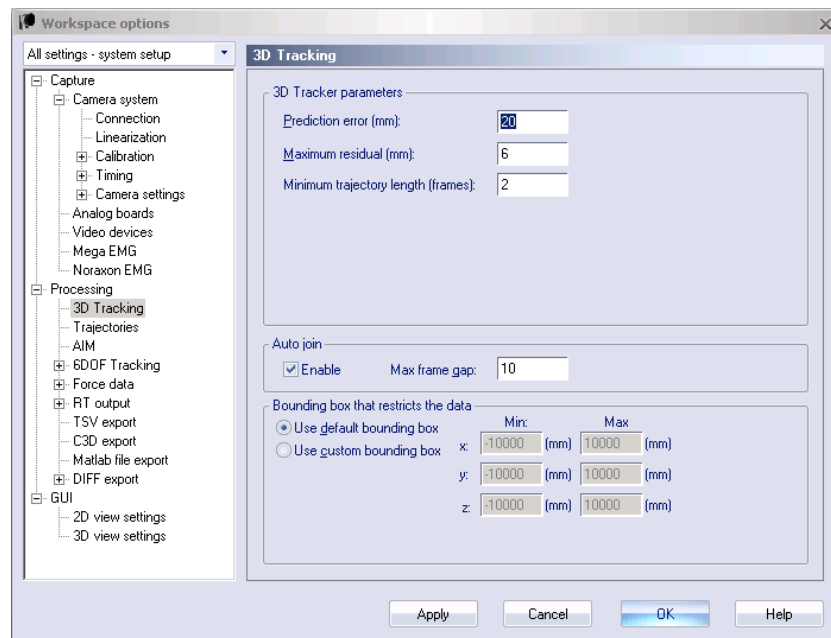 Workspace options
All settings - system setup
Capture
Camera system
Connection
Linearization
Calibration
Timing
Camera settings
Analog boards
Video devices
Mega EMG
Noraxon EMG
Processing
3D Tracking
Trajectories
AIM
6DOF Tracking
Force data
RT output
TSV export
C3D export
Matlab file export
DIFF export
GUI
2D view settings
3D view settings
3D Tracking
3D Tracker parameters
Prediction error (mm): 20
Maximum residual (mm): 6
Minimum trajectory length (frames): 2
Auto join
Enable Max frame gap: 10
Bounding box that restricts the data
Use default bounding box
Use custom bounding box
Min: Max
x: -10000 (mm) 10000 (mm)
y: -10000 (mm) 10000 (mm)
z: -10000 (mm) 10000 (mm)
Apply Cancel OK Help